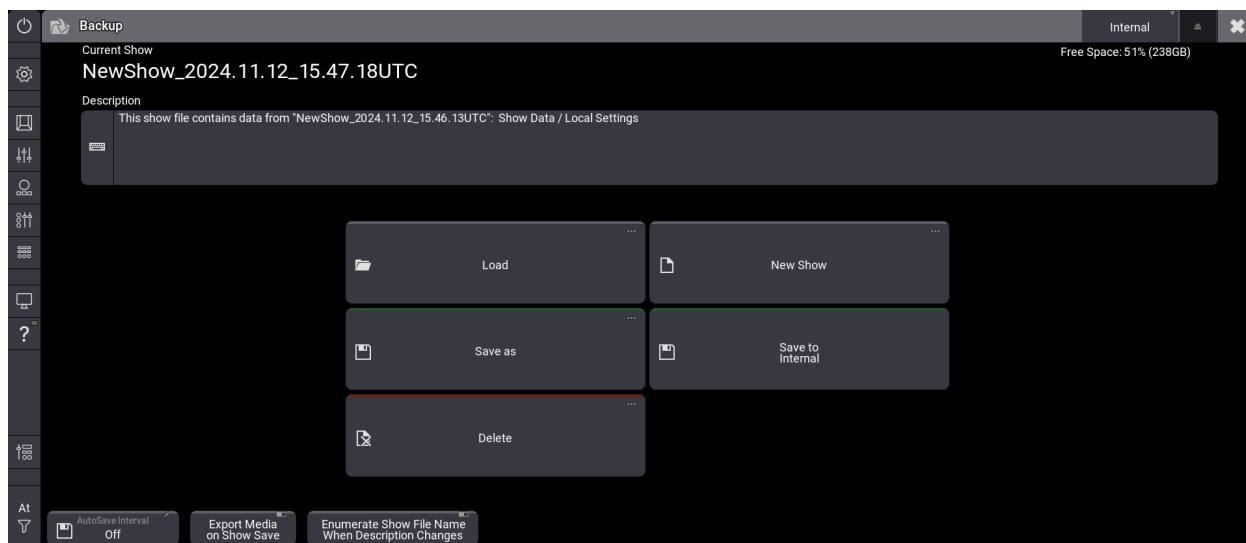 Backup
Internal
Current Show
Free Space: 51% (238GB)
NewShow_2024.11.12_15.47.18UTC
Description
This show file contains data from "NewShow_2024.11.12_15.46.13UTC": Show Data / Local Settings
...
...
Load
New Show
...
Save as
Save to
Internal
...
Delete
?
At
AutoSave Interval
Off
Export Media
on Show Save
Enumerate Show File Name
When Description Changes